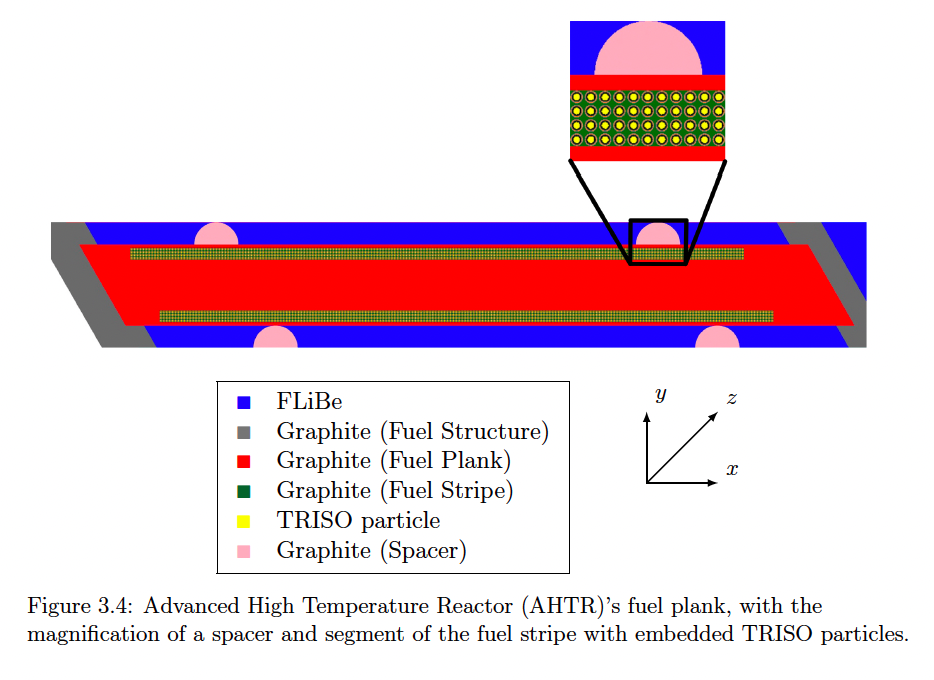 FLiBe
Graphite (Fuel Structure)
Graphite (Fuel Plank)
Graphite (Fuel Stripe)
TRISO particle
Graphite (Spacer)
y
z
x
Figure 3.4: Advanced High Temperature Reactor (AHTR)'s fuel plank, with the
magnification of a spacer and segment of the fuel stripe with embedded TRISO particles.